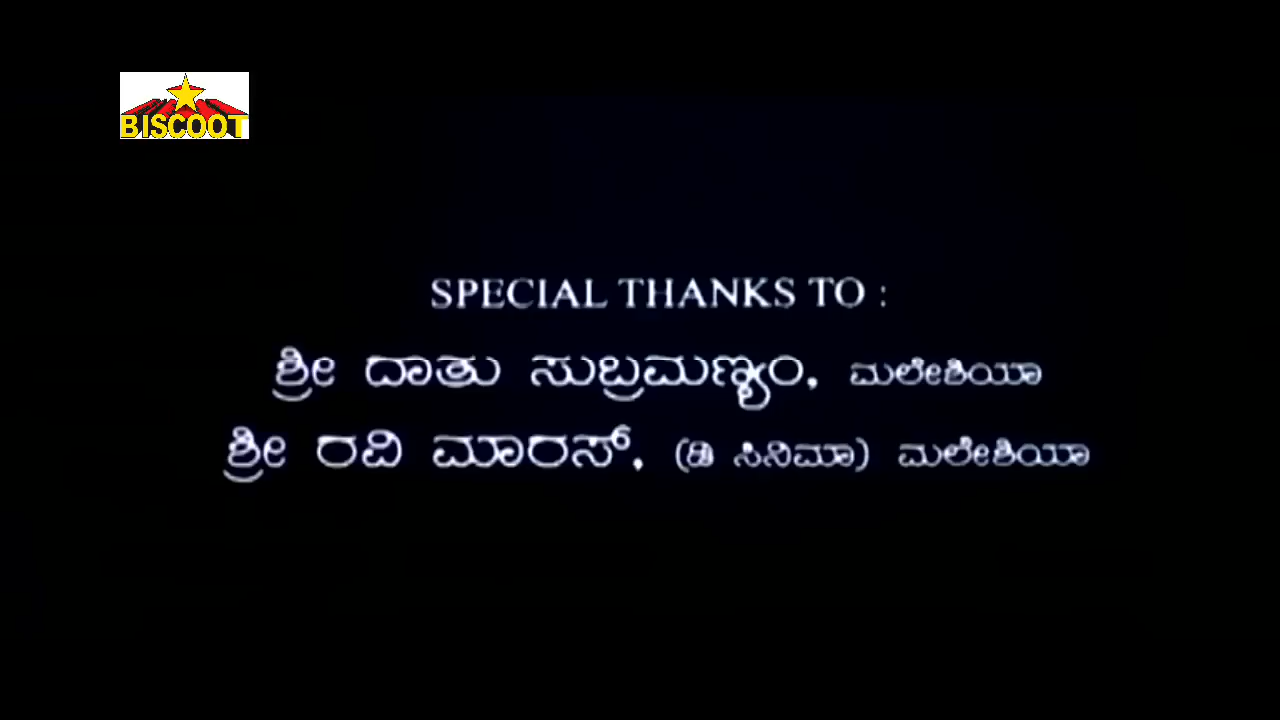 BISCOOT
SPECIAL THANKS TO :
ಶ್ರೀ ದಾತು ಸುಬ್ರಮಣ್ಯಂ, ಮಲೇಶಿಯಾ
ಶ್ರೀ ರವಿ ಮಾರಸ್, (ಡಿ ಸಿನಿಮಾ) ಮಲೇಶಿಯಾ